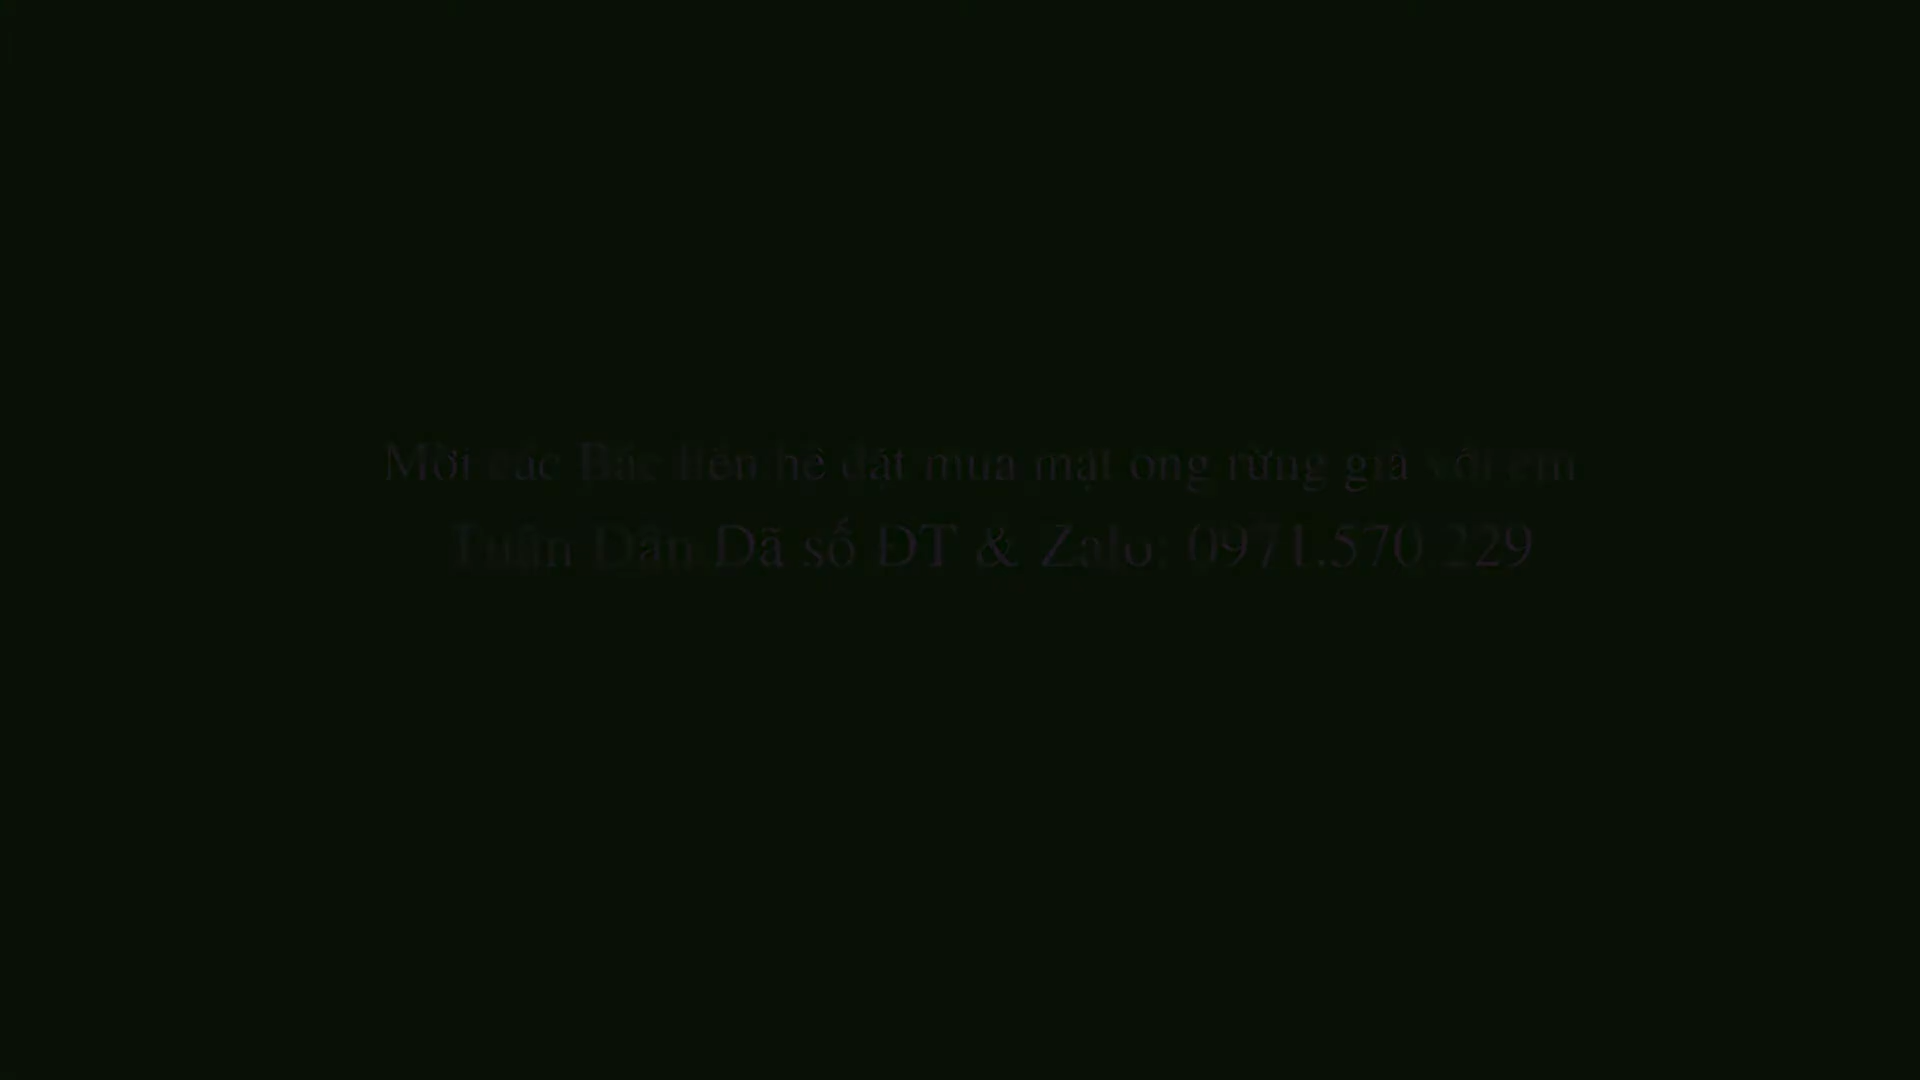 Mời các Bác liên hệ đặt mua mật ong rừng già với em
Tuân Dân Dã số ĐT & Zalo: 0971.570.229